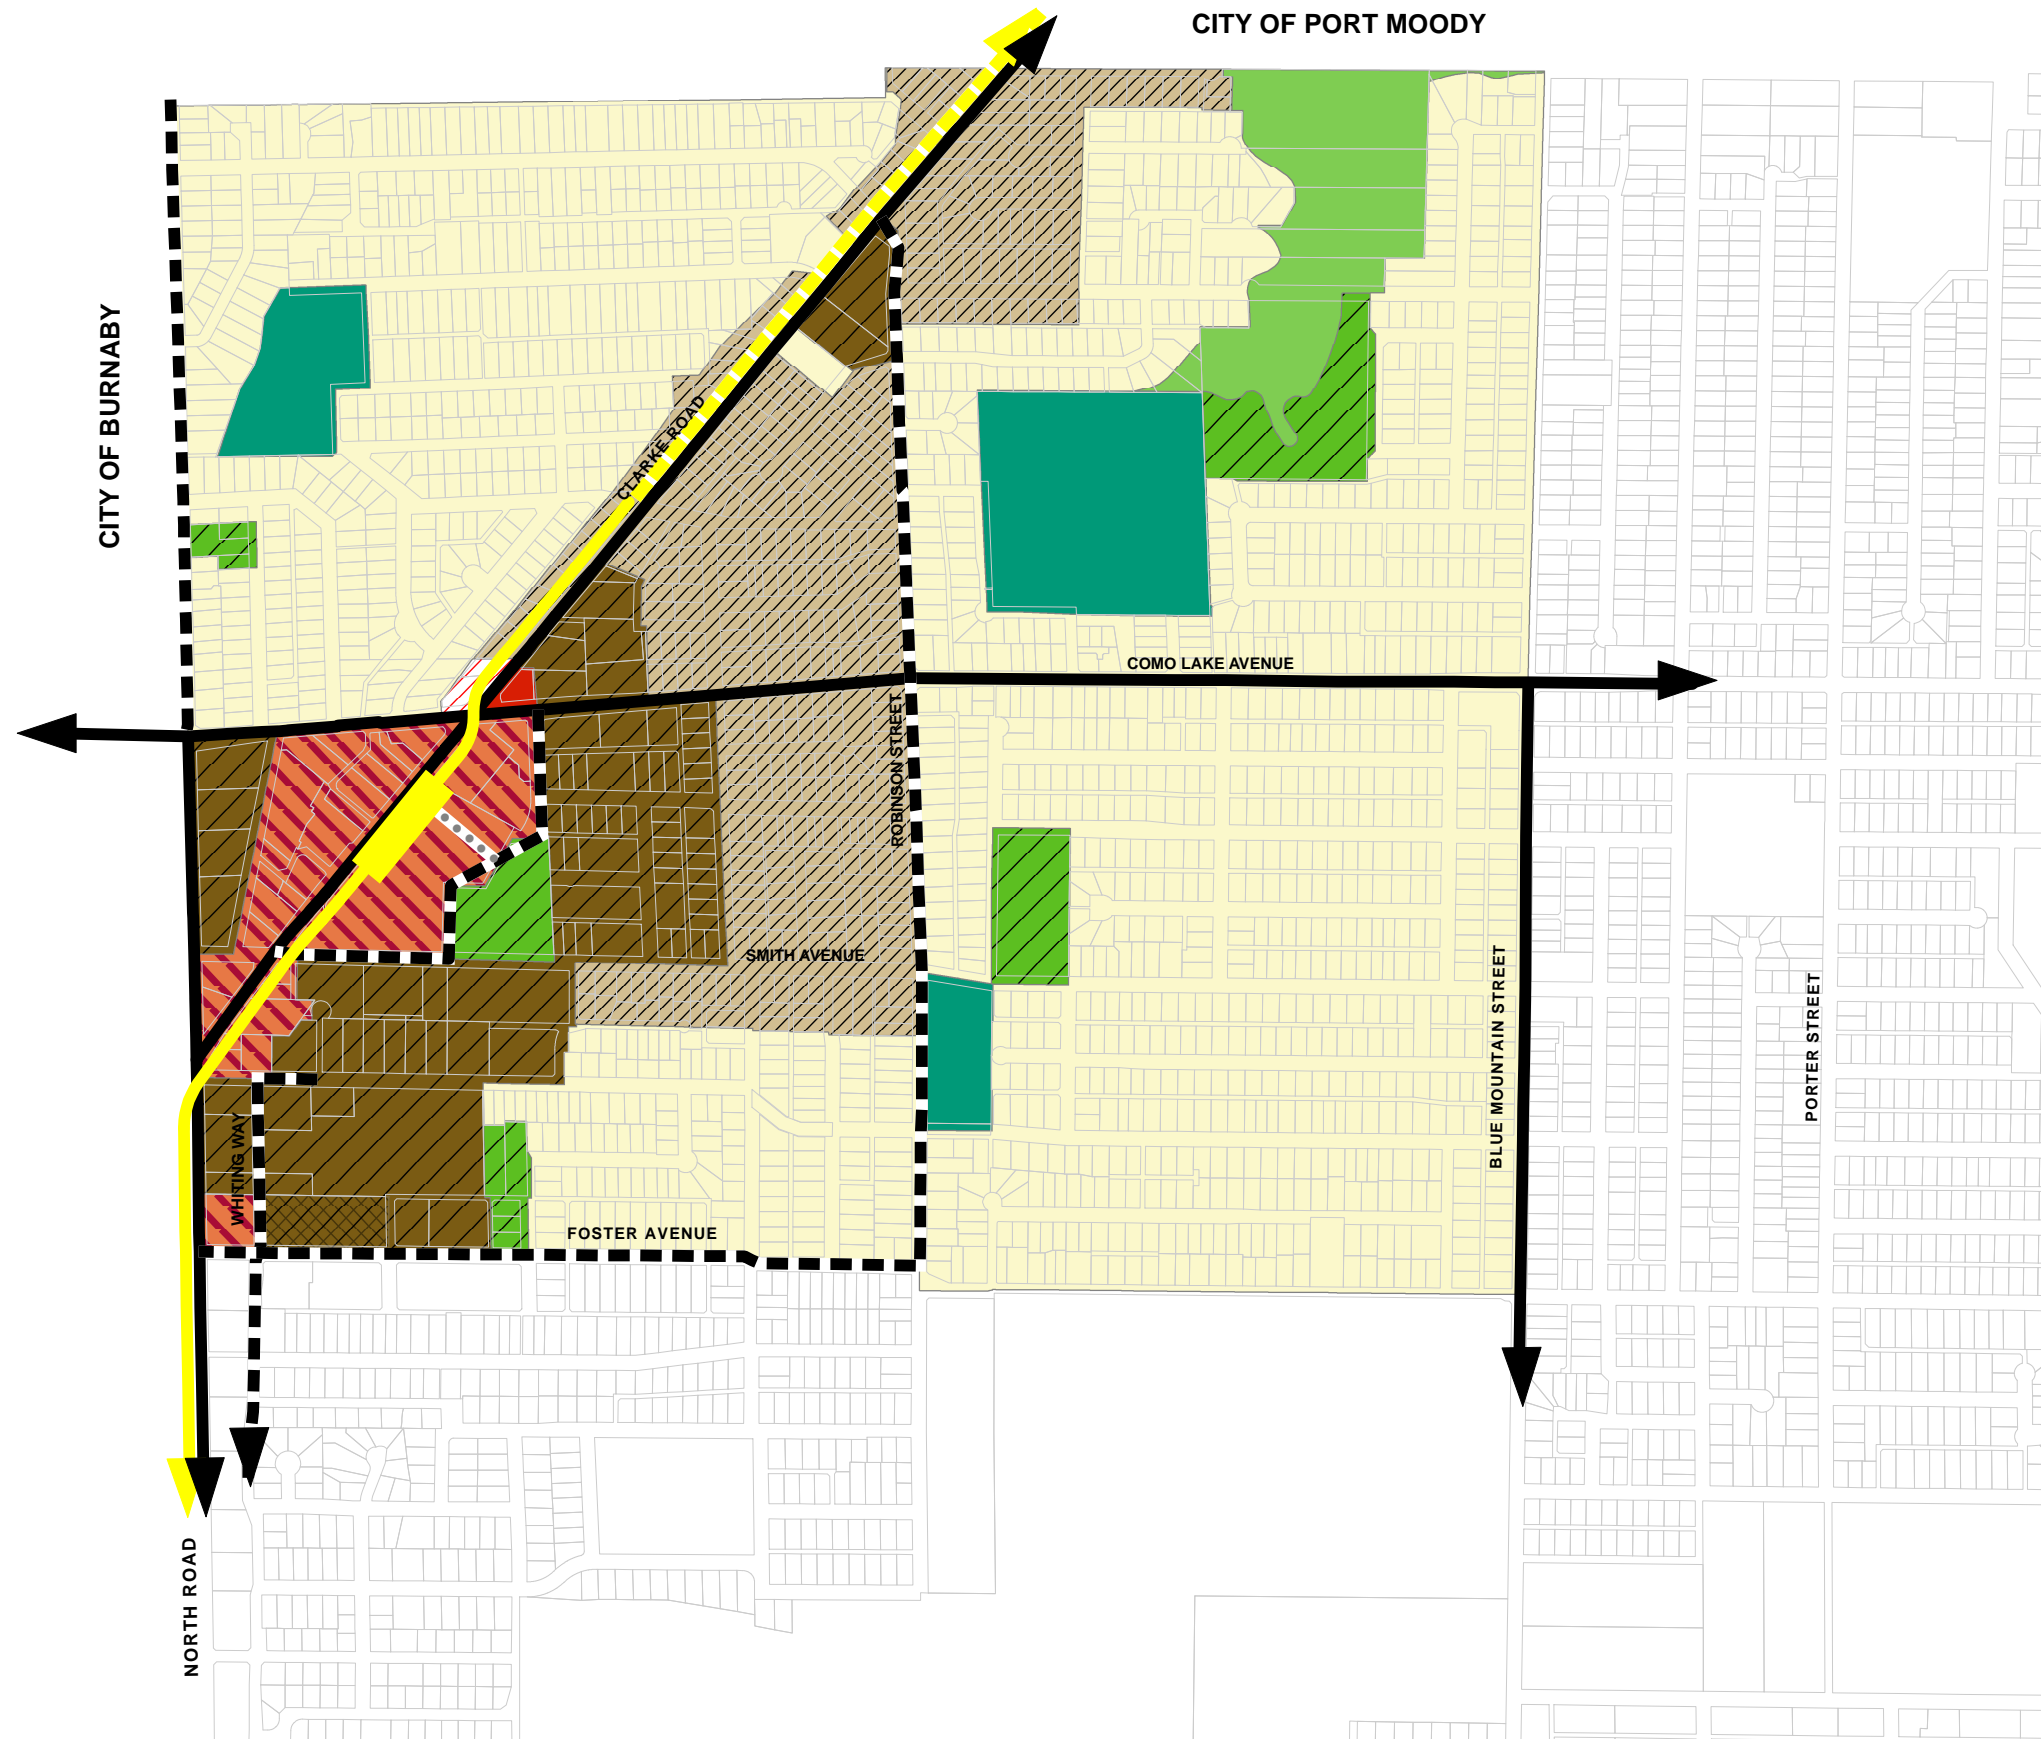 CITY OF PORT MOODY
CITY OF BURNABY
CLARKE ROAD
COMO LAKE AVENUE
ROBINSON STREET
SMITH AVENUE
BLUE MOUNTAIN STREET
PORTER STREET
WHITING WAY
FOSTER AVENUE
NORTH ROAD